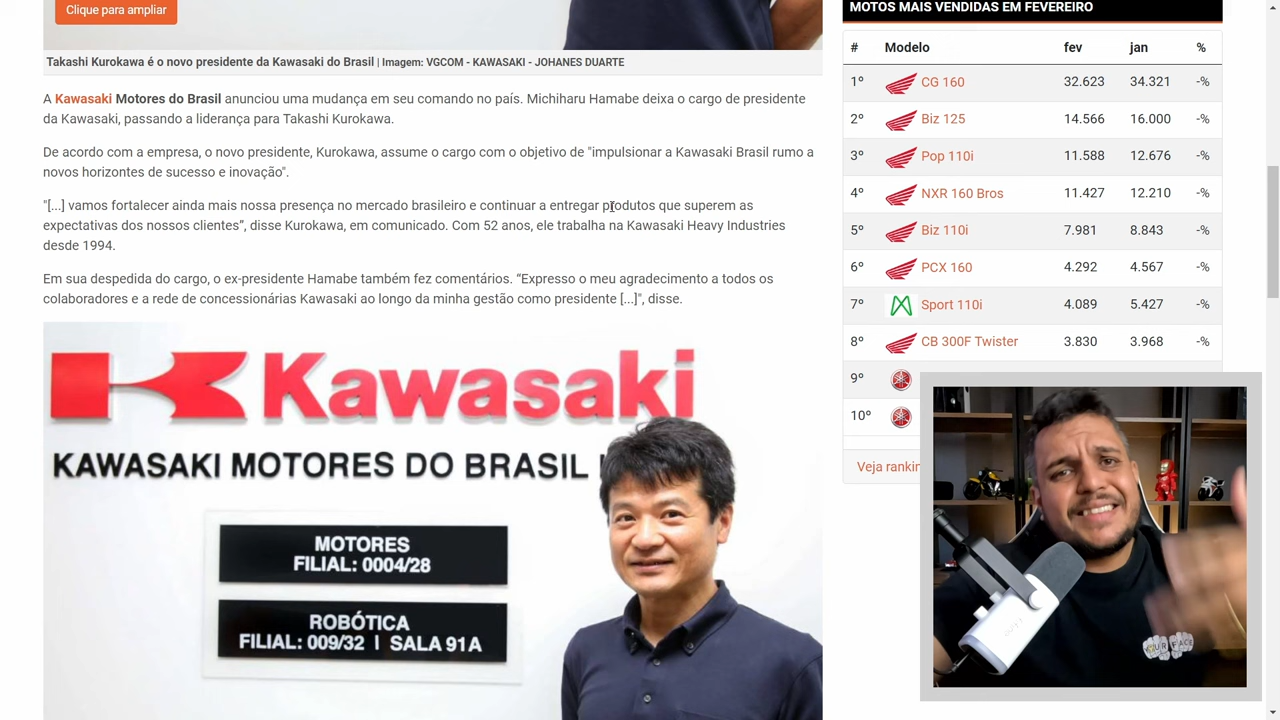 Clique para ampliar
Takashi Kurokawa é o novo presidente da Kawasaki do Brasil | Imagem: VGCOM - KAWASAKI - JOHANES DUARTE
A Kawasaki Motores do Brasil anunciou uma mudança em seu comando no país. Michiharu Hamabe deixa o cargo de presidente
da Kawasaki, passando a liderança para Takashi Kurokawa.
De acordo com a empresa, o novo presidente, Kurokawa, assume o cargo com o objetivo de "impulsionar a Kawasaki Brasil rumo a
novos horizontes de sucesso e inovação".
"[...] vamos fortalecer ainda mais nossa presença no mercado brasileiro e continuar a entregar produtos que superem as
expectativas dos nossos clientes”, disse Kurokawa, em comunicado. Com 52 anos, ele trabalha na Kawasaki Heavy Industries
desde 1994.
Em sua despedida do cargo, o ex-presidente Hamabe também fez comentários. “Expresso o meu agradecimento a todos os
colaboradores e a rede de concessionárias Kawasaki ao longo da minha gestão como presidente [...]", disse.
Kawasaki
KAWASAKI MOTORES DO BRASIL
MOTORES
FILIAL: 0004/28
ROBÓTICA
FILIAL: 009/32 | SALA 91A
MOTOS MAIS VENDIDAS EM FEVEREIRO
# Modelo fev jan %
1º CG 160 32.623 34.321 -%
2º Biz 125 14.566 16.000 -%
3º Pop 110i 11.588 12.676 -%
4º NXR 160 Bros 11.427 12.210 -%
5º Biz 110i 7.981 8.843 -%
6º PCX 160 4.292 4.567 -%
7º Sport 110i 4.089 5.427 -%
8º CB 300F Twister 3.830 3.968 -%
9º
10º
Veja